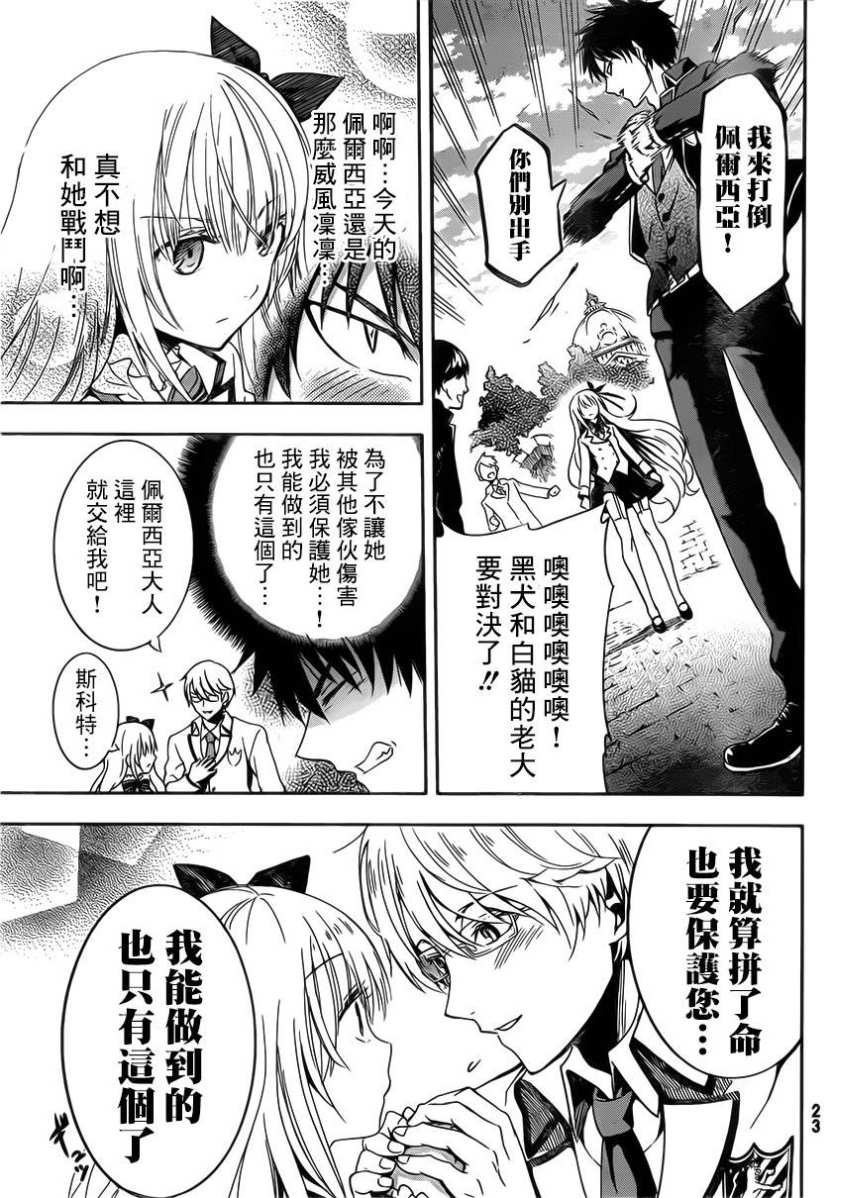 我來打倒
佩爾西亞！
你們別出手
噢噢噢噢噢噢！
黑犬和白貓的老大
要對決了!!
啊啊…今天的
佩爾西亞還是
那麼威風凜凜…
真不想
和她戰鬥啊…
為了不讓她
被其他傢伙傷害
我必須保護她…！
我能做到的
也只有這個了…
佩爾西亞大人
這裡
就交給我吧！
斯科特…
我就算拼了命
也要保護您…
我能做到的
也只有這個了
ギュッ
23